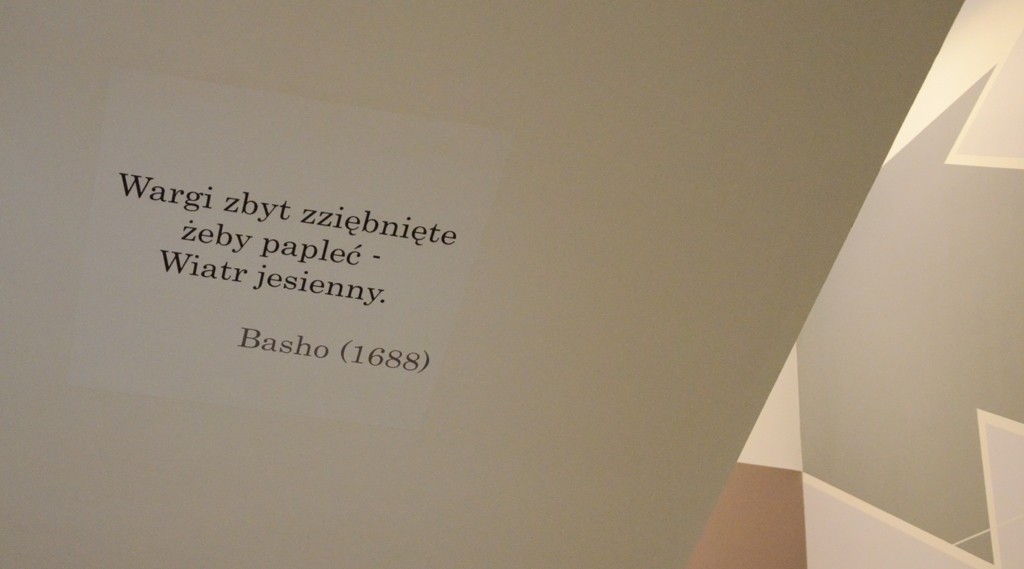 Wargi zbyt zziębnięte
żeby papleć -
Wiatr jesienny.
Basho (1688)